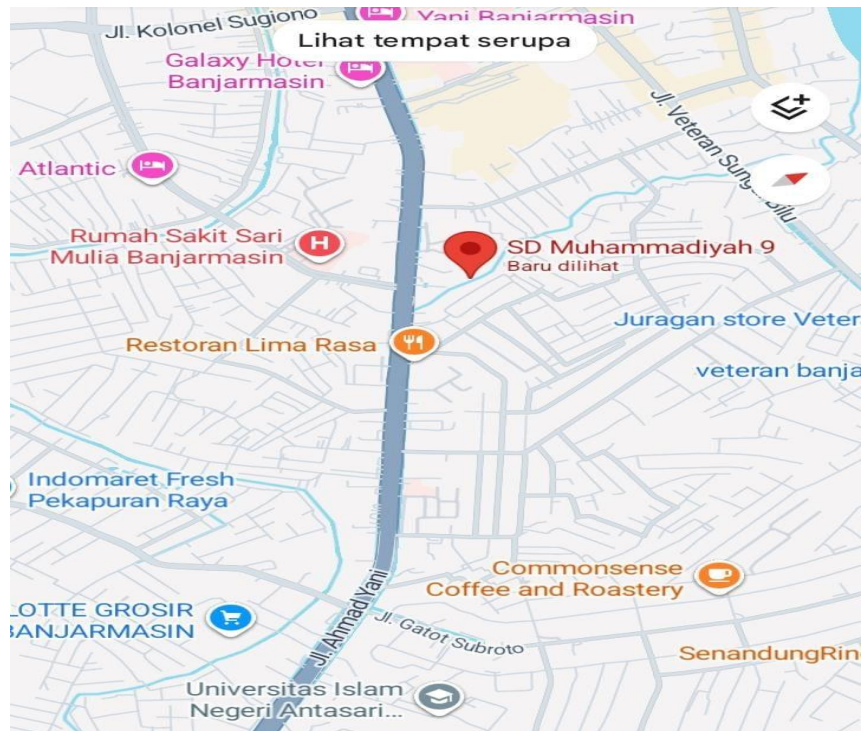 Jl. Kolonel Sugiono
Yani Banjarmasin
Lihat tempat serupa
Galaxy Hotel
Banjarmasin
Jl. Veteran Sungai Bilu
Atlantic
Rumah Sakit Sari
Mulia Banjarmasin
H
SD Muhammadiyah 9
Baru dilihat
Juragan store Veter
Restoran Lima Rasa
veteran banja
Indomaret Fresh
Pekapuran Raya
Commonsense
Coffee and Roastery
LOTTE GROSIR
BANJARMASIN
Jl. Ahmad Yani
Jl. Gatot Subroto
SenandungRin
Universitas Islam
Negeri Antasari...